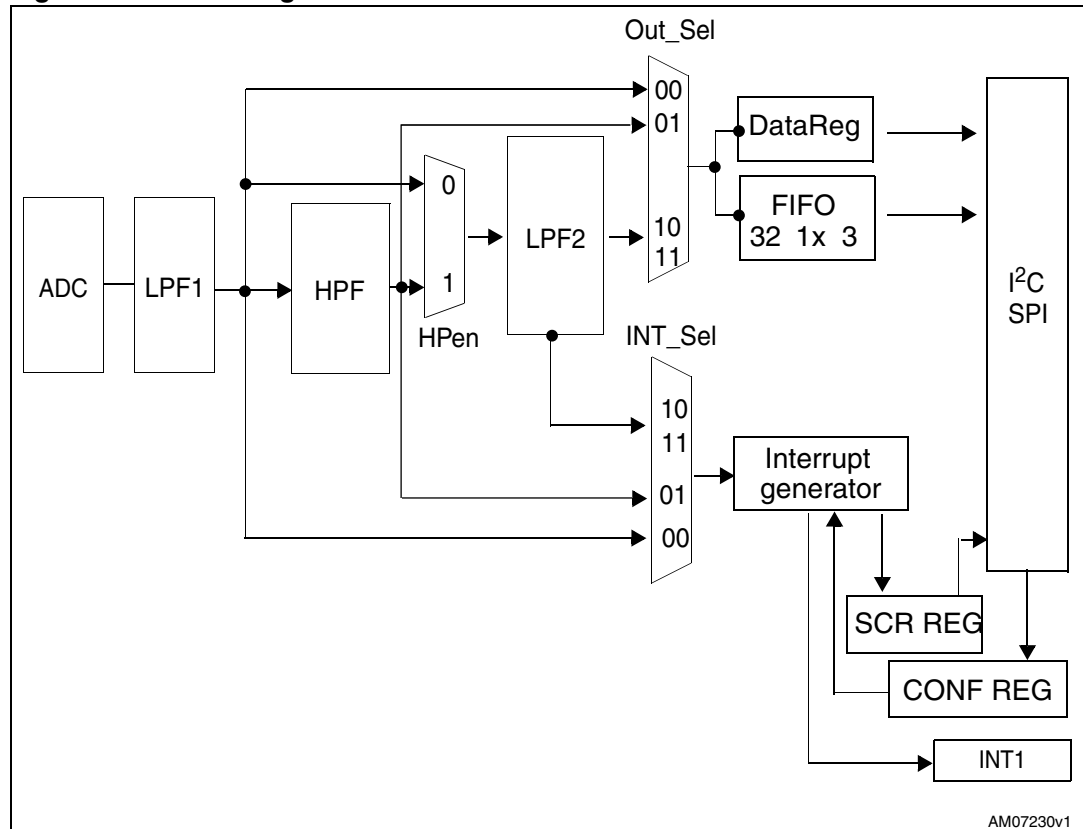 Out_Sel
00
01
10
11
DataReg
FIFO
32 1x 3
I²C
SPI
ADC
LPF1
HPF
0
1
HPen
LPF2
INT_Sel
10
11
01
00
Interrupt
generator
SCR REG
CONF REG
INT1
AM07230v1